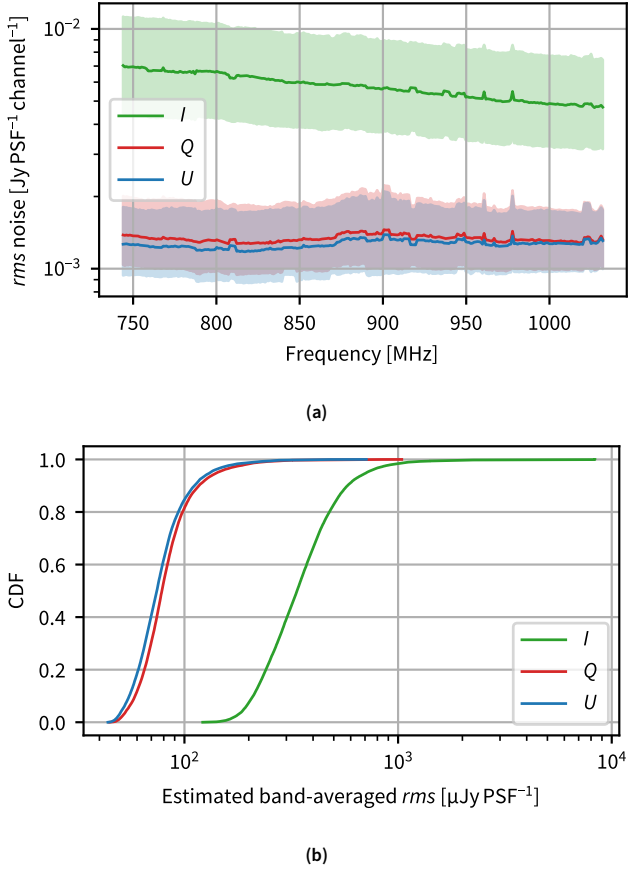 10⁻²
10⁻³
rms noise [Jy PSF⁻¹ channel⁻¹]
I
Q
U
750 800 850 900 950 1000
Frequency [MHz]
(a)
1.0
0.8
0.6
0.4
0.2
0.0
CDF
I
Q
U
10² 10³ 10⁴
Estimated band-averaged rms [μJy PSF⁻¹]
(b)